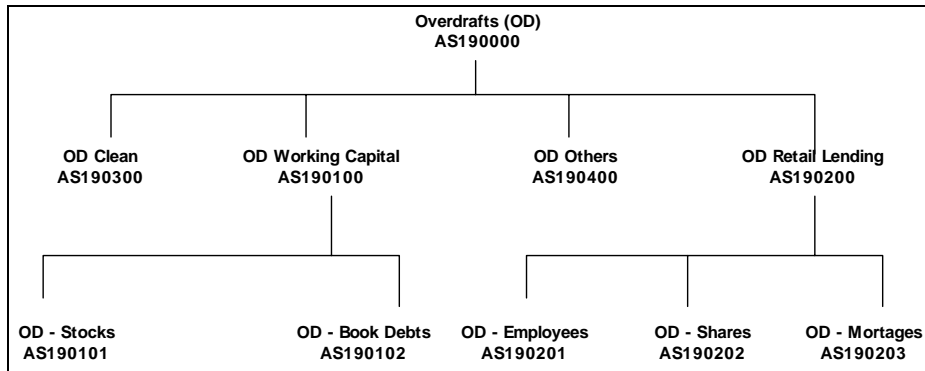 Overdrafts (OD)
AS190000
OD Clean
AS190300
OD Working Capital
AS190100
OD Others
AS190400
OD Retail Lending
AS190200
OD - Stocks
AS190101
OD - Book Debts
AS190102
OD - Employees
AS190201
OD - Shares
AS190202
OD - Mortages
AS190203